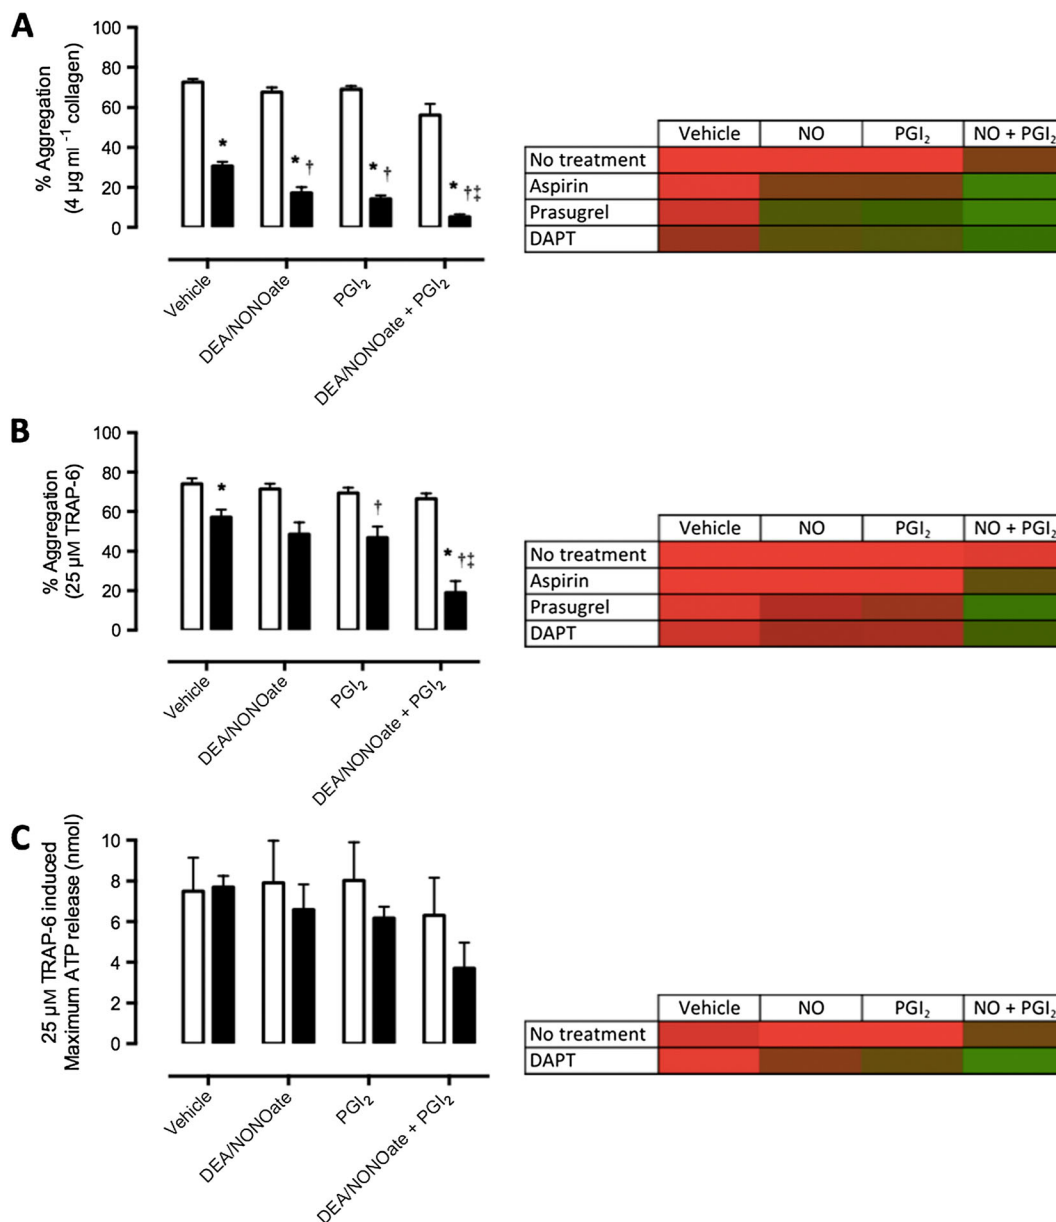 A
% Aggregation
(4 µg ml⁻¹ collagen)
100
80
60
40
20
0
*
* †
* †
* †‡
Vehicle
DEA/NONOate
PGI₂
DEA/NONOate + PGI₂
Vehicle NO PGI₂ NO + PGI₂
No treatment
Aspirin
Prasugrel
DAPT
B
% Aggregation
(25 µM TRAP-6)
100
80
60
40
20
0
*
†
* †‡
Vehicle
DEA/NONOate
PGI₂
DEA/NONOate + PGI₂
Vehicle NO PGI₂ NO + PGI₂
No treatment
Aspirin
Prasugrel
DAPT
C
25 µM TRAP-6 induced
Maximum ATP release (nmol)
10
8
6
4
2
0
Vehicle
DEA/NONOate
PGI₂
DEA/NONOate + PGI₂
Vehicle NO PGI₂ NO + PGI₂
No treatment
DAPT